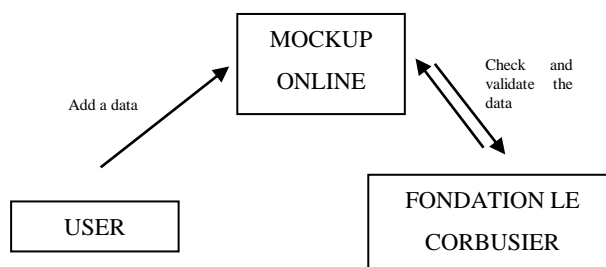 MOCKUP
ONLINE
Check and
validate the
data
Add a data
USER
FONDATION LE
CORBUSIER